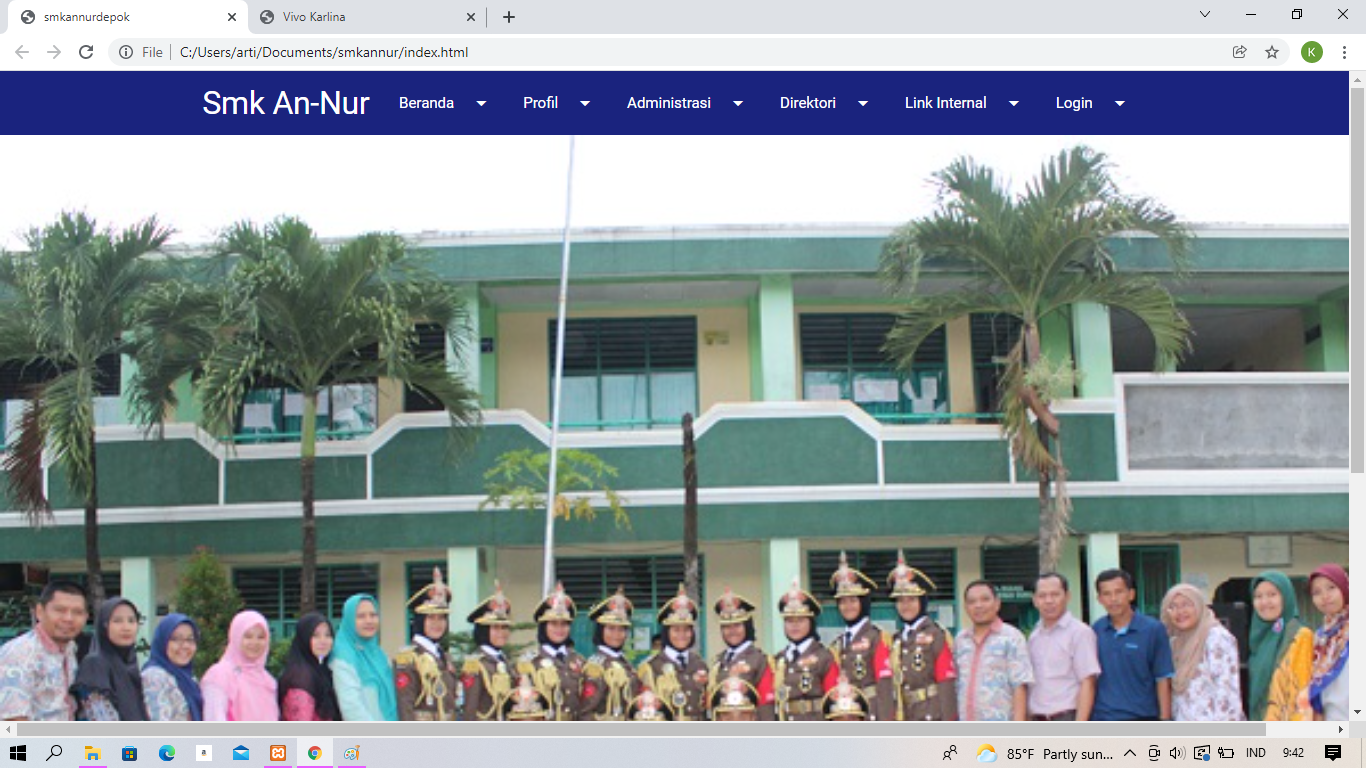 smkannurdepok
Vivo Karlina
File
C:/Users/arti/Documents/smkannur/index.html
K
Smk An-Nur
Beranda
Profil
Administrasi
Direktori
Link Internal
Login
a
85°F Partly sun...
IND
9:42